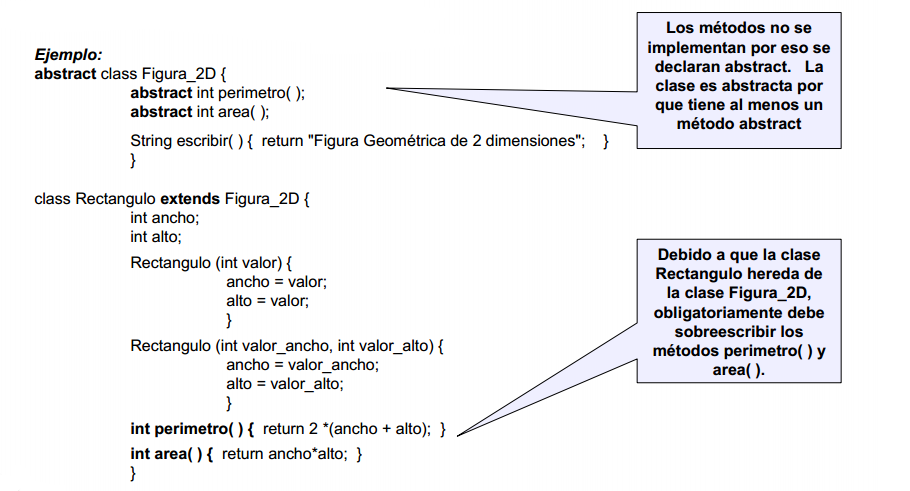 Ejemplo:
abstract class Figura_2D {
abstract int perimetro( );
abstract int area( );
String escribir( ) { return "Figura Geométrica de 2 dimensiones"; }
}
Los métodos no se
implementan por eso se
declaran abstract. La
clase es abstracta por
que tiene al menos un
método abstract
class Rectangulo extends Figura_2D {
int ancho;
int alto;
Rectangulo (int valor) {
ancho = valor;
alto = valor;
}
Rectangulo (int valor_ancho, int valor_alto) {
ancho = valor_ancho;
alto = valor_alto;
}
int perimetro( ) { return 2 *(ancho + alto); }
int area( ) { return ancho*alto; }
}
Debido a que la clase
Rectangulo hereda de
la clase Figura_2D,
obligatoriamente debe
sobreescribir los
métodos perimetro( ) y
area( ).